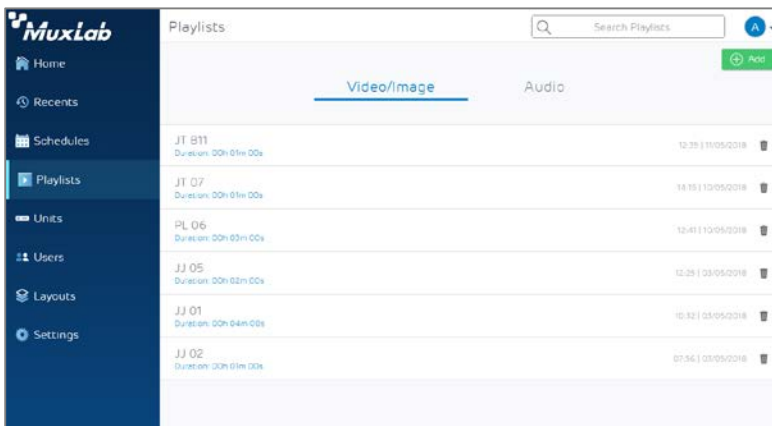 MuxLab
Playlists
Search Playlists
A
Home
Add
Video/Image
Audio
Recents
Schedules
Playlists
Units
Users
Layouts
Settings
JT B11
Duration: 00h 01m 00s
12:39 | 11/05/2018
JT 07
Duration: 00h 01m 00s
14:15 | 10/05/2018
PL 06
Duration: 00h 03m 00s
12:41 | 10/05/2018
JJ 05
Duration: 00h 02m 00s
12:25 | 03/05/2018
JJ 01
Duration: 00h 04m 00s
10:32 | 03/05/2018
JJ 02
Duration: 00h 01m 00s
07:56 | 03/05/2018